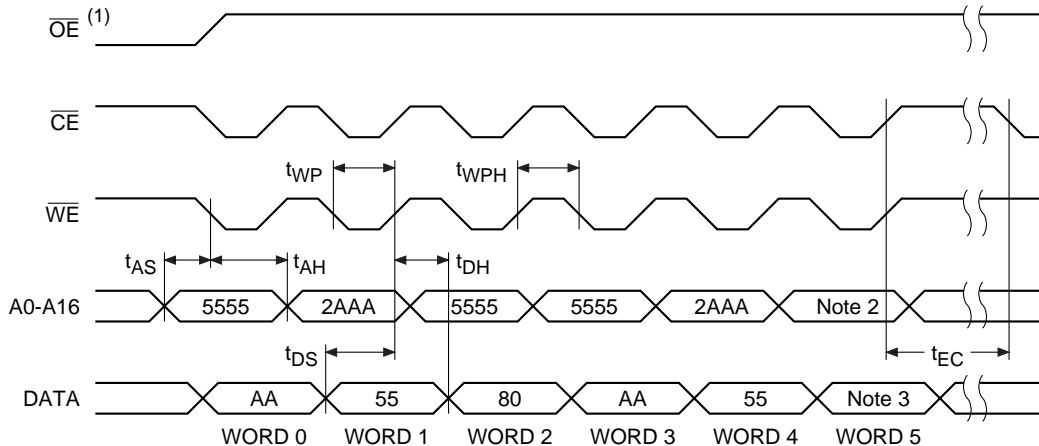 OE (1)
CE
tWP tWPH
WE
tAS tAH tDH
A0-A16 5555 2AAA 5555 5555 2AAA Note 2
tDS tEC
DATA AA 55 80 AA 55 Note 3
WORD 0 WORD 1 WORD 2 WORD 3 WORD 4 WORD 5